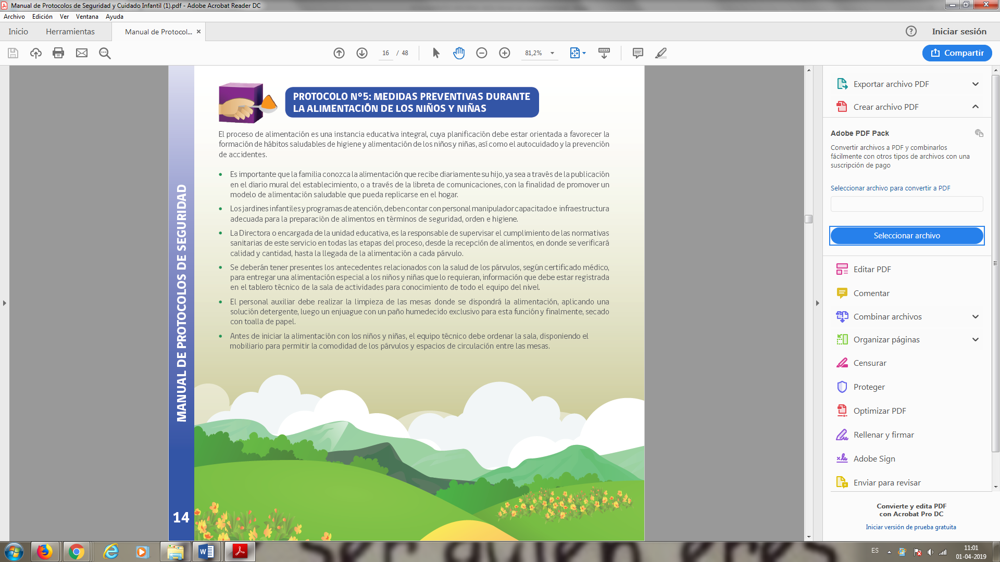 Manual de Protocolos de Seguridad y Cuidado Infantil (1).pdf - Adobe Acrobat Reader DC
Archivo Edición Ver Ventana Ayuda
Inicio Herramientas Manual de Protocol... Iniciar sesión
16 / 48 81,2% Compartir
PROTOCOLO N°5: MEDIDAS PREVENTIVAS DURANTE
LA ALIMENTACIÓN DE LOS NIÑOS Y NIÑAS
El proceso de alimentación es una instancia educativa integral, cuya planificación debe estar orientada a favorecer la
formación de hábitos saludables de higiene y alimentación de los niños y niñas, así como el autocuidado y la prevención
de accidentes.
• Es importante que la familia conozca la alimentación que recibe diariamente su hijo, ya sea a través de la publicación
en el diario mural del establecimiento, o a través de la libreta de comunicaciones, con la finalidad de promover un
modelo de alimentación saludable que pueda replicarse en el hogar.
• Los jardines infantiles y programas de atención, deben contar con personal manipulador capacitado e infraestructura
adecuada para la preparación de alimentos en términos de seguridad, orden e higiene.
• La Directora o encargada de la unidad educativa, es la responsable de supervisar el cumplimiento de las normativas
sanitarias de este servicio en todas las etapas del proceso, desde la recepción de alimentos, en donde se verificará
calidad y cantidad, hasta la llegada de la alimentación a cada párvulo.
• Se deberán tener presentes los antecedentes relacionados con la salud de los párvulos, según certificado médico,
para entregar una alimentación especial a los niños y niñas que lo requieran, información que debe estar registrada
en el tablero técnico de la sala de actividades para conocimiento de todo el equipo del nivel.
• El personal auxiliar debe realizar la limpieza de las mesas donde se dispondrá la alimentación, aplicando una
solución detergente, luego un enjuague con un paño humedecido exclusivo para esta función y finalmente, secado
con toalla de papel.
• Antes de iniciar la alimentación con los niños y niñas, el equipo técnico debe ordenar la sala, disponiendo el
mobiliario para permitir la comodidad de los párvulos y espacios de circulación entre las mesas.
MANUAL DE PROTOCOLOS DE SEGURIDAD
14
Exportar archivo PDF
Crear archivo PDF
Adobe PDF Pack
Convertir archivos a PDF y combinarlos
fácilmente con otros tipos de archivos con una
suscripción de pago
Seleccionar archivo para convertir a PDF
Seleccionar archivo
Editar PDF
Comentar
Combinar archivos
Organizar páginas
Censurar
Proteger
Optimizar PDF
Rellenar y firmar
Adobe Sign
Enviar para revisar
Convierte y edita PDF
con Acrobat Pro DC
Iniciar versión de prueba gratuita
ser quien eres
ES 11:01
01-04-2019